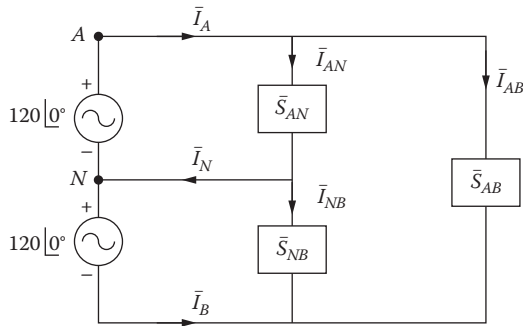 A
Ī_A
Ī_AN
Ī_AB
+
120 |0°
S̄_AN
−
Ī_N
N
Ī_NB
S̄_AB
+
120 |0°
S̄_NB
−
Ī_B